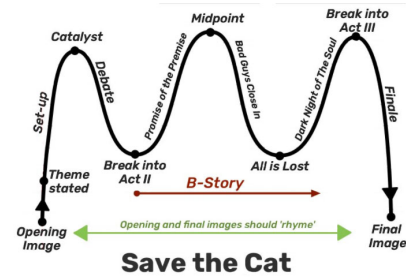 Opening
Image
Theme
stated
Set-up
Catalyst
Debate
Break into
Act II
Promise of the Premise
Midpoint
Bad Guys Close In
All is Lost
Dark Night of The Soul
Break into
Act III
Finale
Final
Image
B-Story
Opening and final images should 'rhyme'
Save the Cat